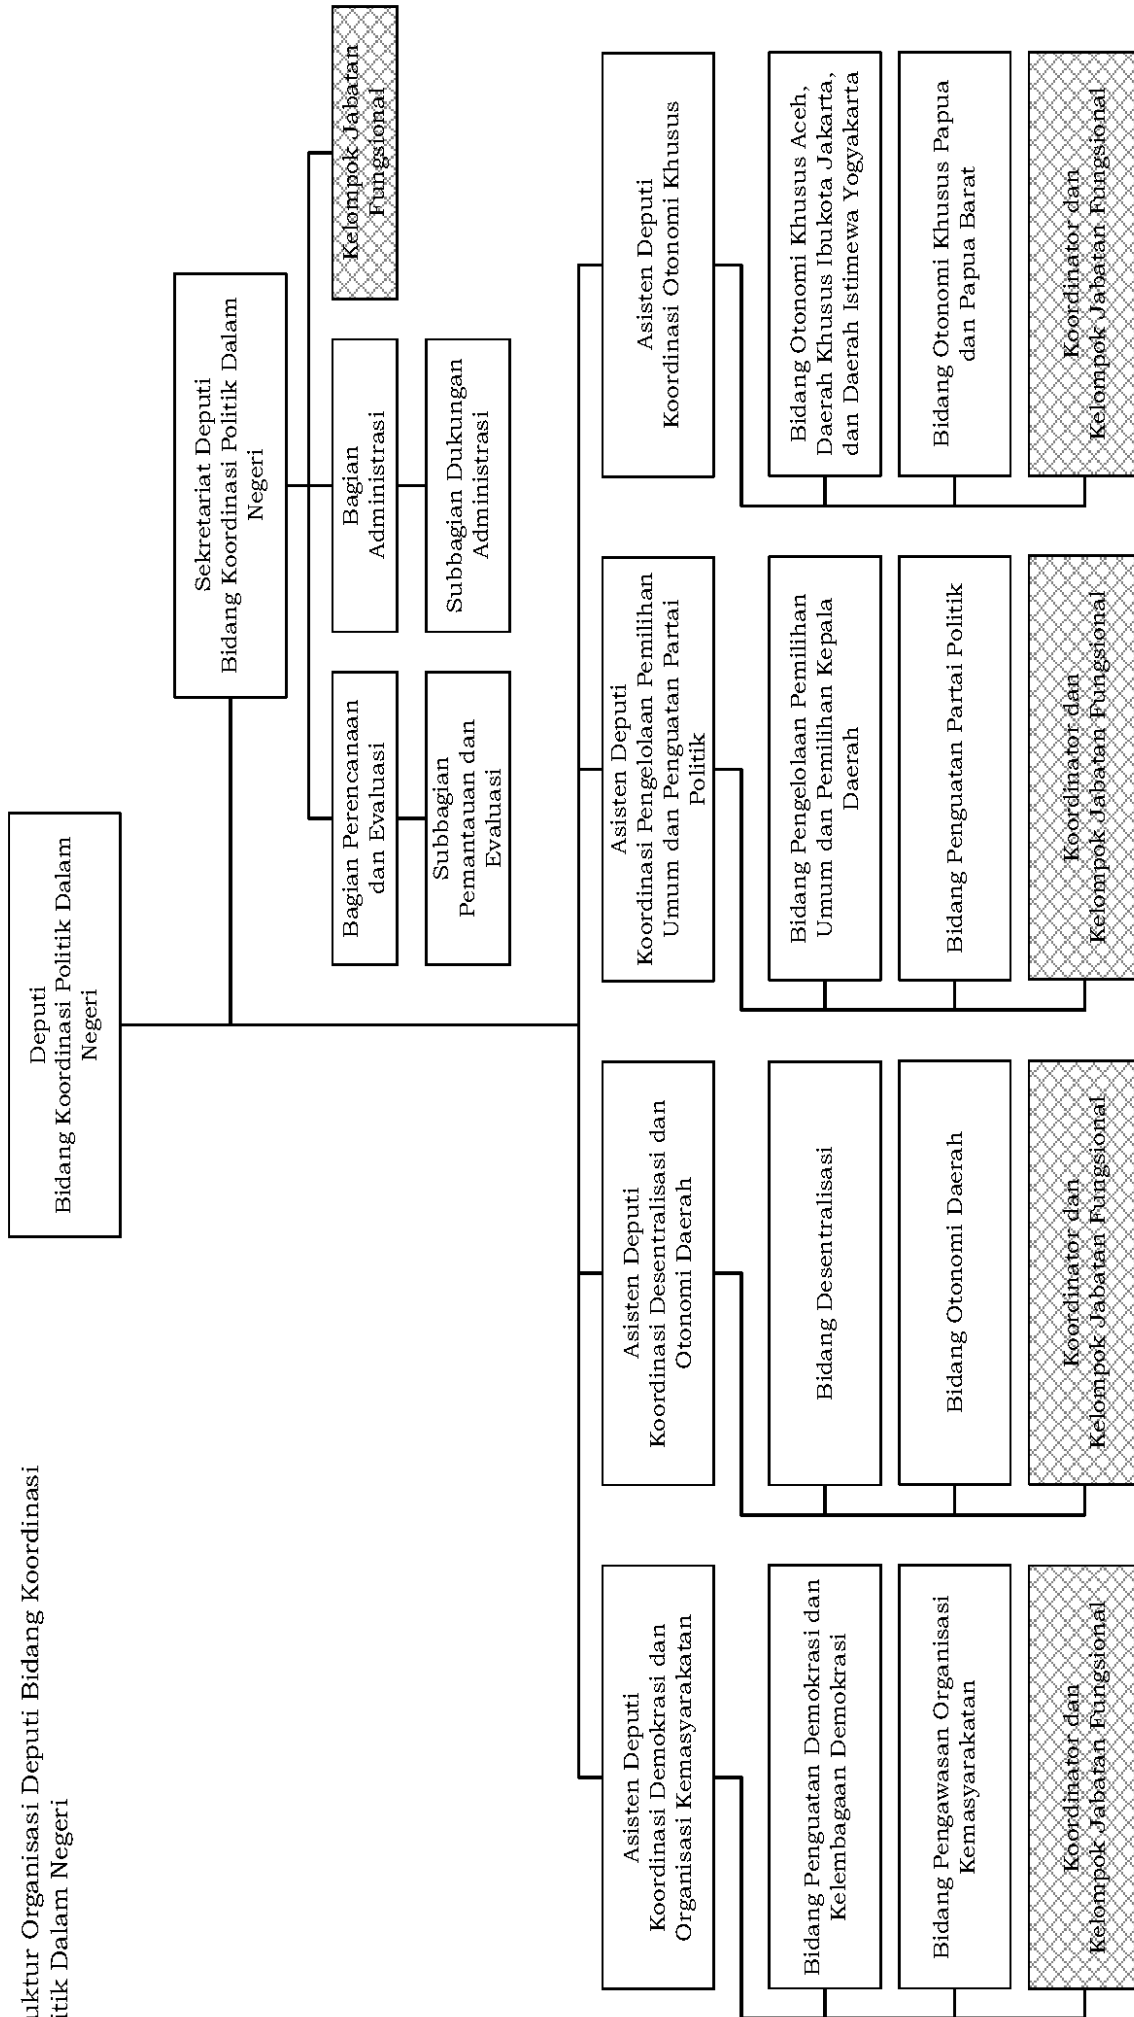 uktur Organisasi Deputi Bidang Koordinasi
itik Dalam Negeri
Deputi
Bidang Koordinasi Politik Dalam
Negeri
Sekretariat Deputi
Bidang Koordinasi Politik Dalam
Negeri
Bagian Perencanaan
dan Evaluasi
Bagian
Administrasi
Kelompok Jabatan
Fungsional
Subbagian
Pemantauan dan
Evaluasi
Subbagian Dukungan
Administrasi
Asisten Deputi
Koordinasi Demokrasi dan
Organisasi Kemasyarakatan
Bidang Penguatan Demokrasi dan
Kelembagaan Demokrasi
Bidang Pengawasan Organisasi
Kemasyarakatan
Koordinator dan
Kelompok Jabatan Fungsional
Asisten Deputi
Koordinasi Desentralisasi dan
Otonomi Daerah
Bidang Desentralisasi
Bidang Otonomi Daerah
Koordinator dan
Kelompok Jabatan Fungsional
Asisten Deputi
Koordinasi Pengelolaan Pemilihan
Umum dan Penguatan Partai
Politik
Bidang Pengelolaan Pemilihan
Umum dan Pemilihan Kepala
Daerah
Bidang Penguatan Partai Politik
Koordinator dan
Kelompok Jabatan Fungsional
Asisten Deputi
Koordinasi Otonomi Khusus
Bidang Otonomi Khusus Aceh,
Daerah Khusus Ibukota Jakarta,
dan Daerah Istimewa Yogyakarta
Bidang Otonomi Khusus Papua
dan Papua Barat
Koordinator dan
Kelompok Jabatan Fungsional